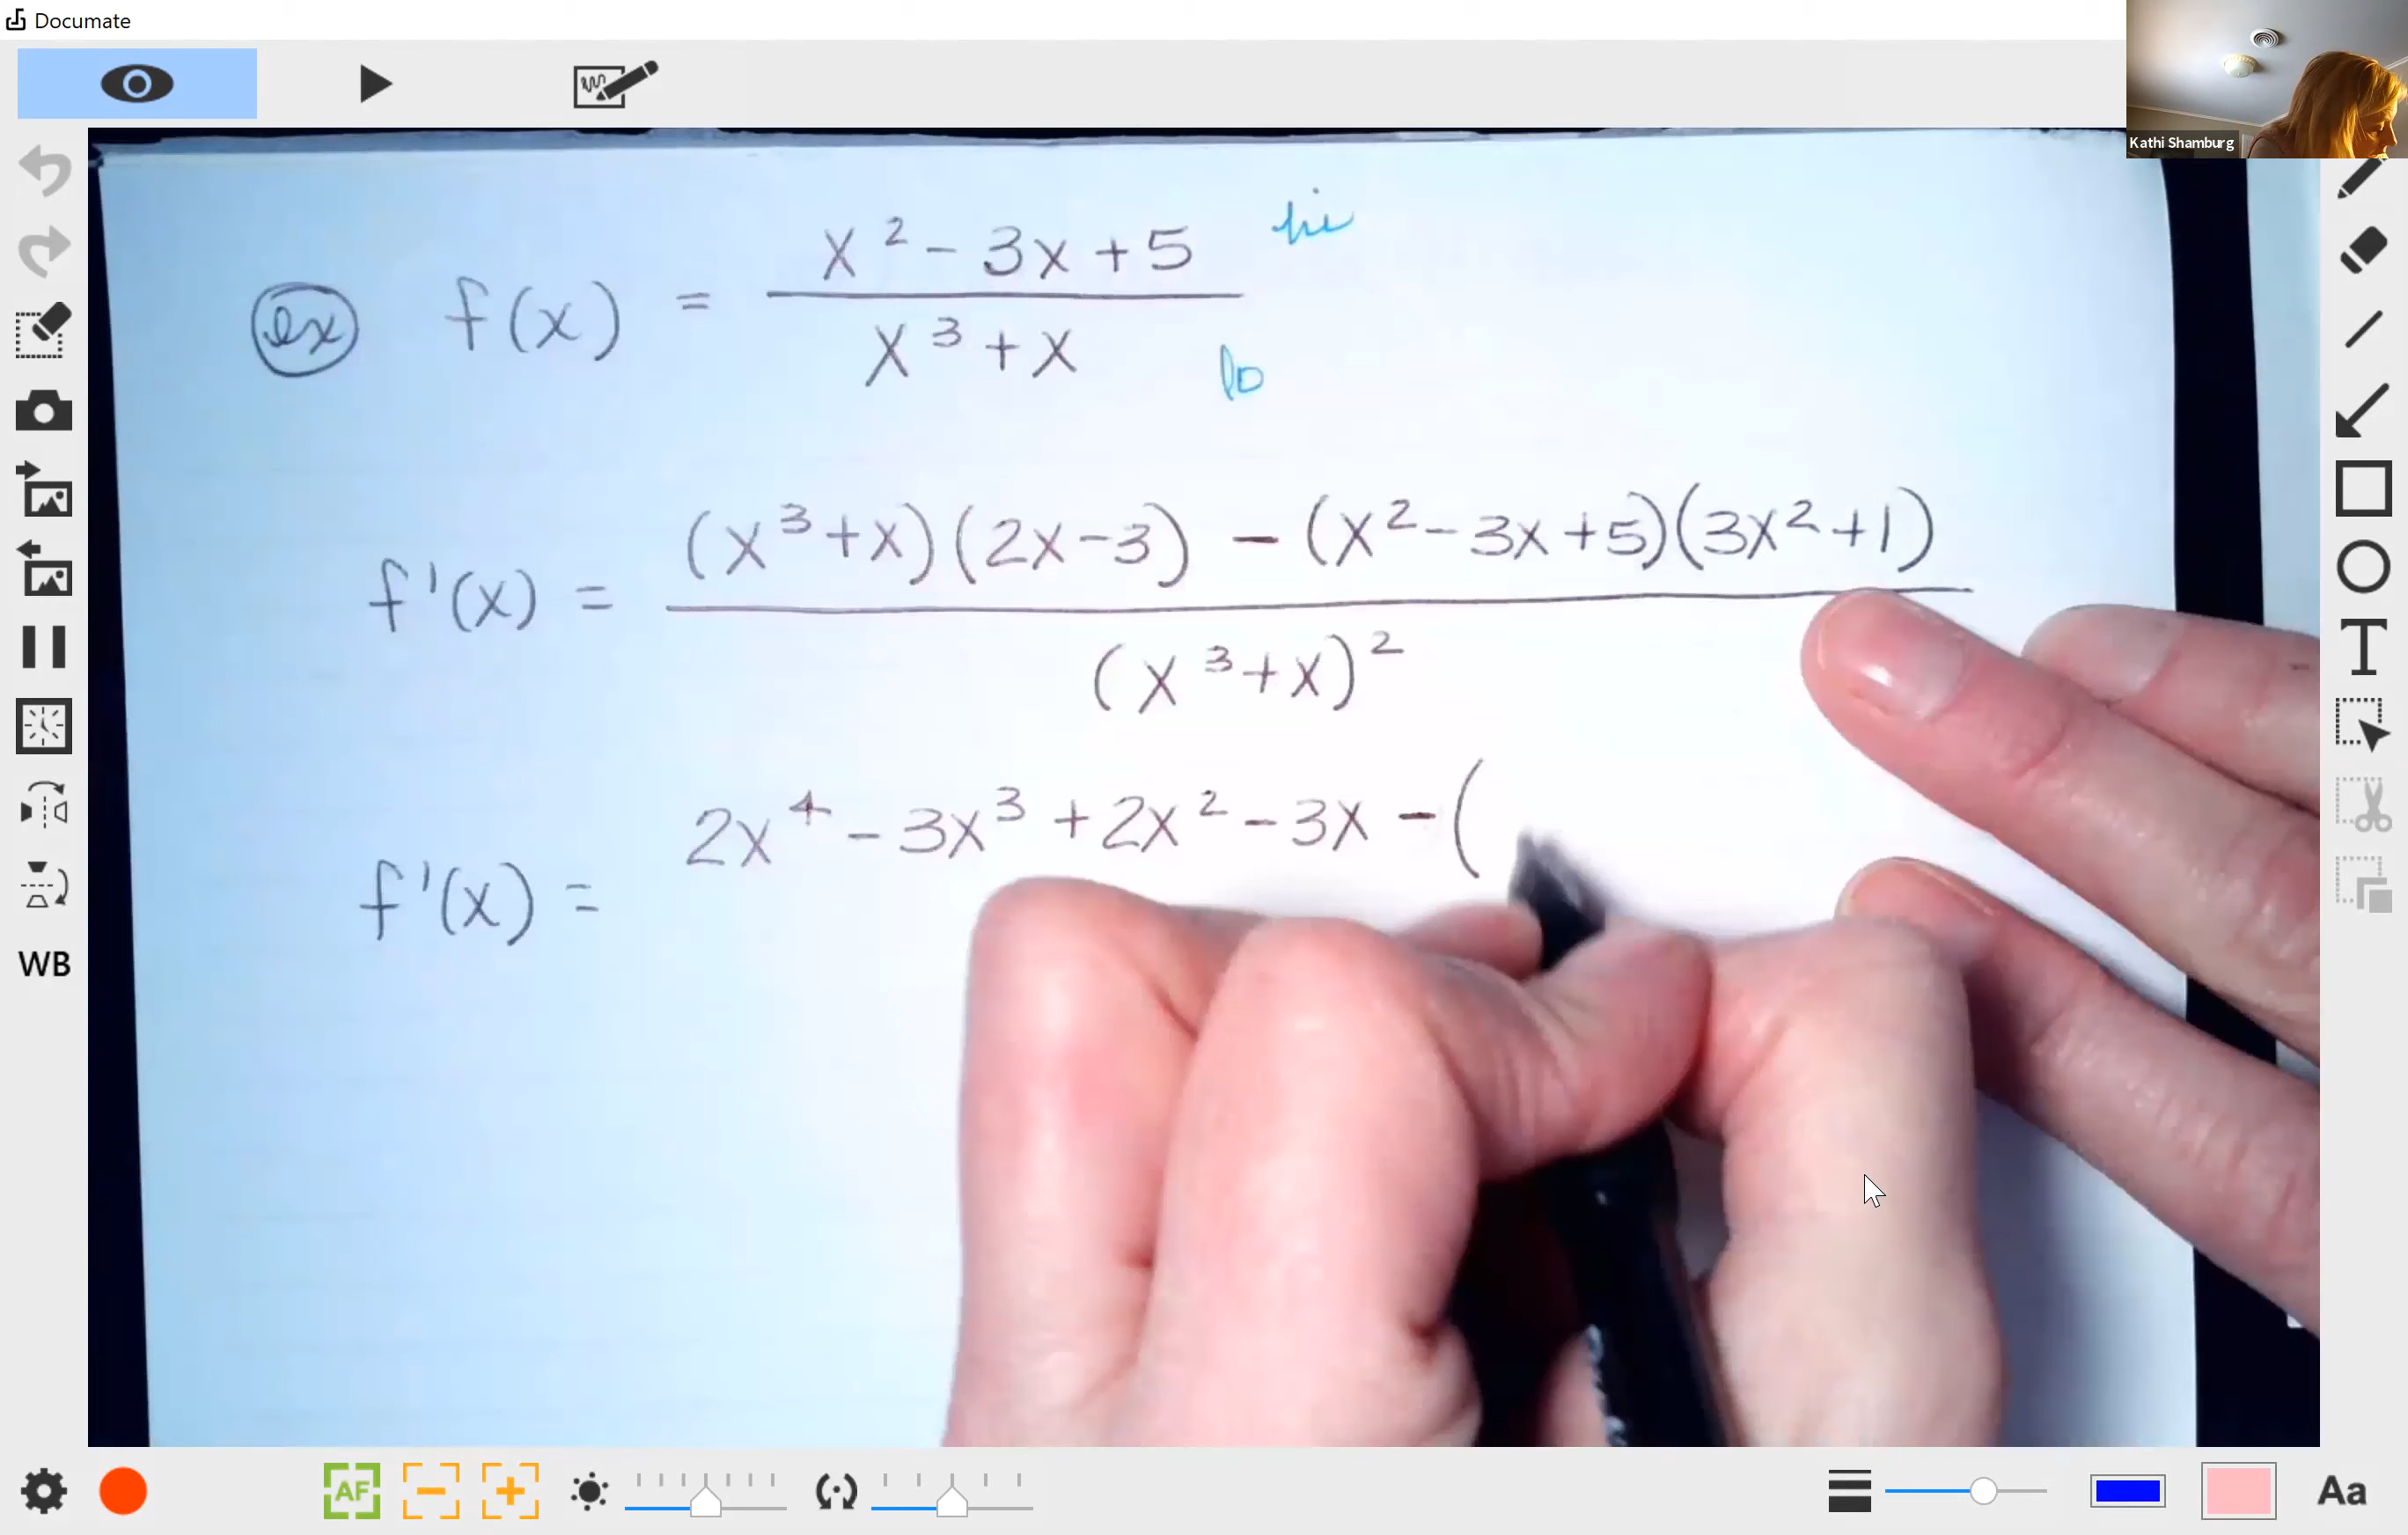 Documate
Kathi Shamburg
hi
ex f(x) = x² - 3x + 5 / x³ + x
lo
f'(x) = (x³+x)(2x-3) - (x²-3x+5)(3x²+1) / (x³+x)²
f'(x) = 2x⁴ - 3x³ + 2x² - 3x - (
T
WB
AF
Aa